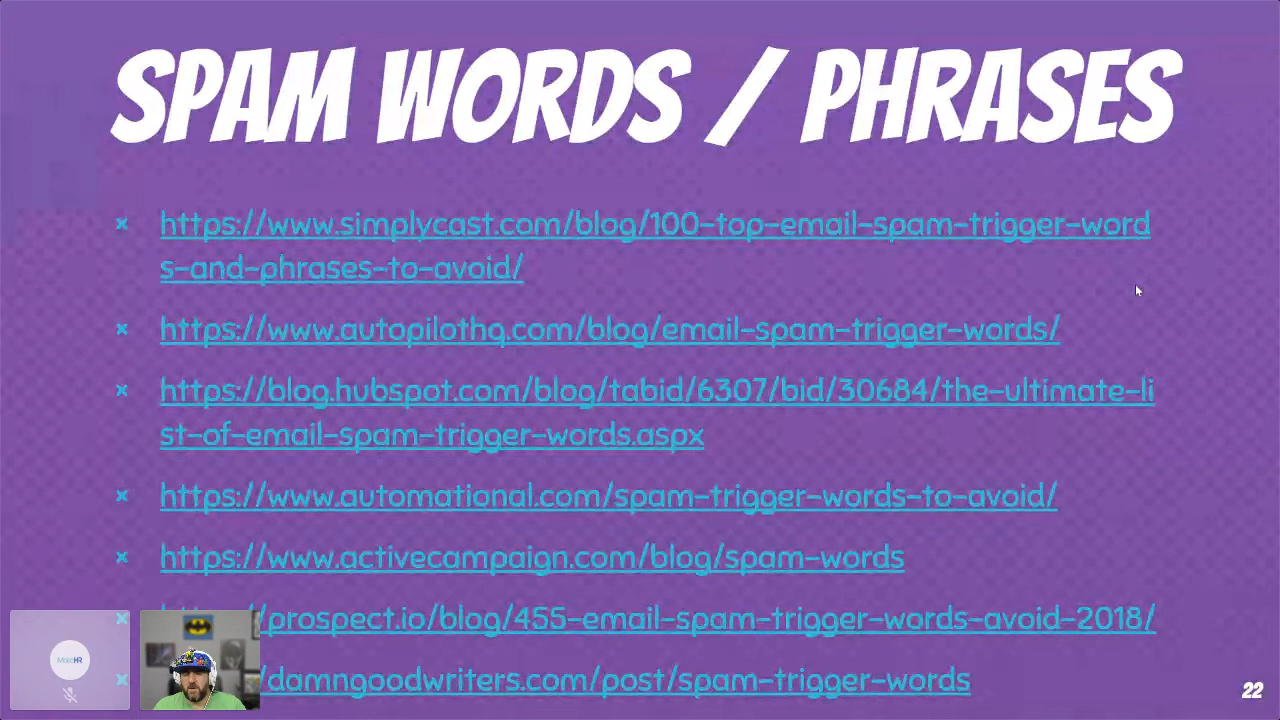 SPAM WORDS / PHRASES
https://www.simplycast.com/blog/100-top-email-spam-trigger-word
s-and-phrases-to-avoid/
https://www.autopilothq.com/blog/email-spam-trigger-words/
https://blog.hubspot.com/blog/tabid/6307/bid/30684/the-ultimate-li
st-of-email-spam-trigger-words.aspx
https://www.automational.com/spam-trigger-words-to-avoid/
https://www.activecampaign.com/blog/spam-words
/prospect.io/blog/455-email-spam-trigger-words-avoid-2018/
/damngoodwriters.com/post/spam-trigger-words
22